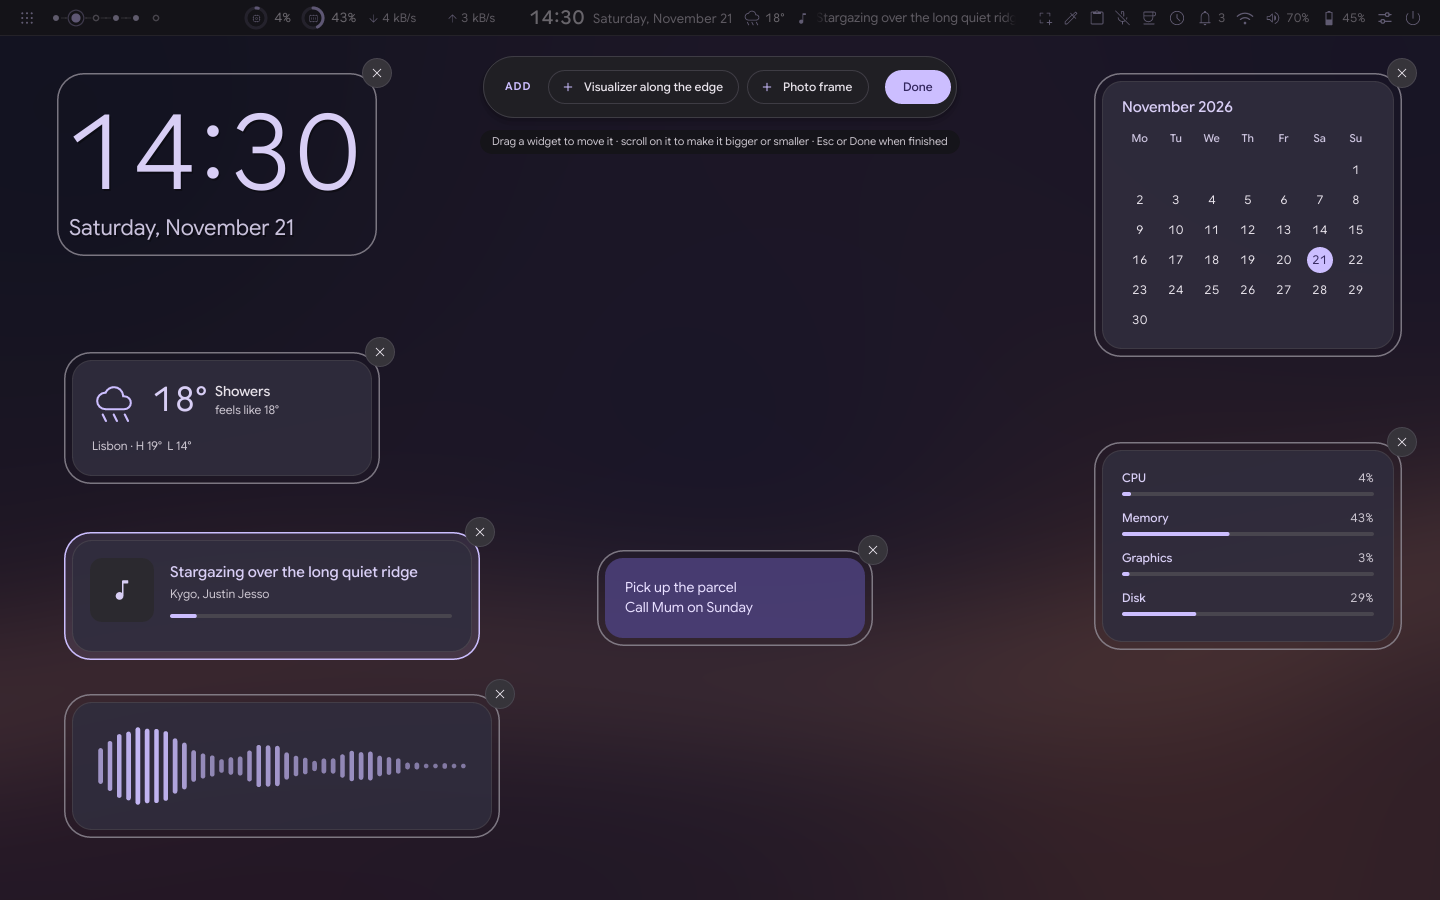 4% 43% 4 kB/s 3 kB/s 14:30 Saturday, November 21 18° Stargazing over the long quiet 3 70% 45%
ADD Visualizer along the edge Photo frame Done
Drag a widget to move it · scroll on it to make it bigger or smaller · Esc or Done when finished
14:30
Saturday, November 21
November 2026
Mo Tu We Th Fr Sa Su
1
2 3 4 5 6 7 8
9 10 11 12 13 14 15
16 17 18 19 20 21 22
23 24 25 26 27 28 29
30
18° Showers
feels like 18°
Lisbon · H 19° L 14°
CPU 4%
Memory 43%
Graphics 3%
Disk 29%
Stargazing over the long quiet ridge
Kygo, Justin Jesso
Pick up the parcel
Call Mum on Sunday